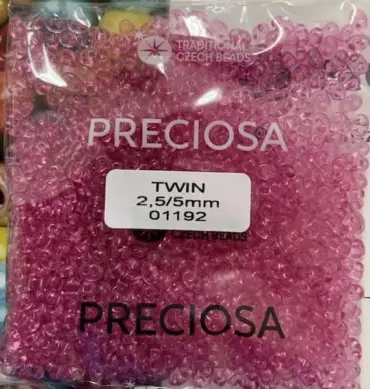 TRADITIONAL
CZECH BEADS
PRECIOSA
TWIN
2,5/5mm
01192
CZECH BEADS
PRECIOSA